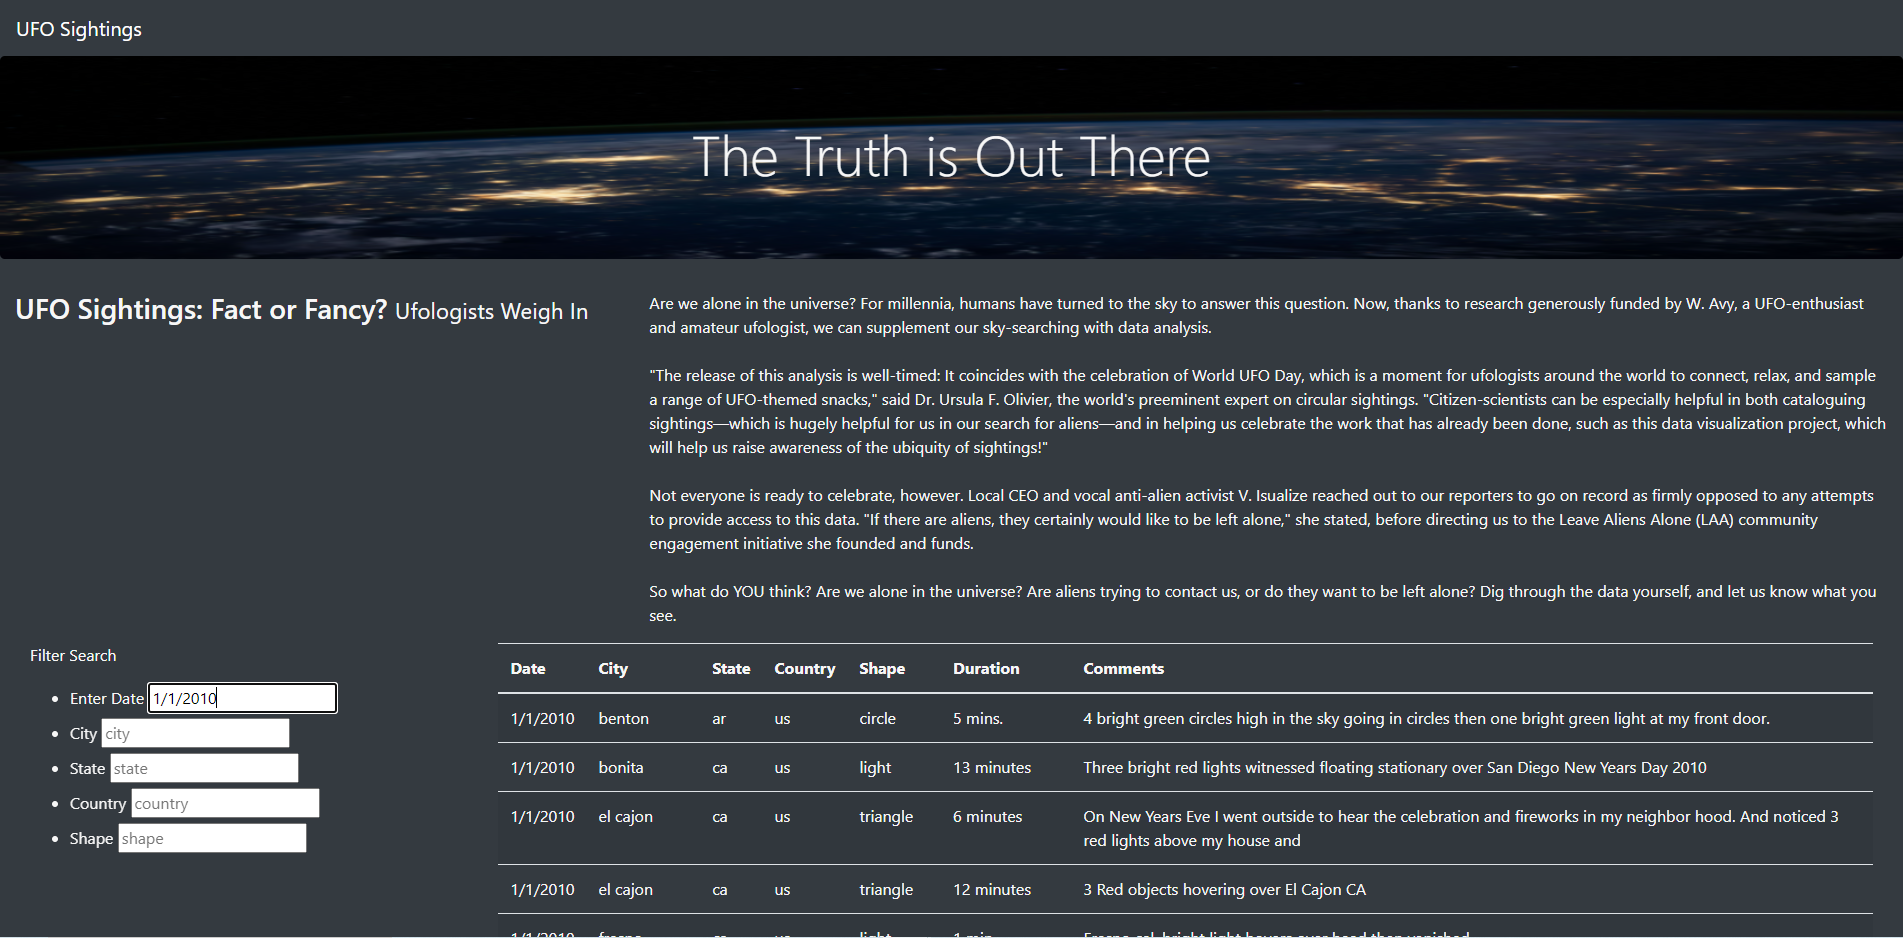 UFO Sightings
The Truth is Out There
UFO Sightings: Fact or Fancy? Ufologists Weigh In
Are we alone in the universe? For millennia, humans have turned to the sky to answer this question. Now, thanks to research generously funded by W. Avy, a UFO-enthusiast
and amateur ufologist, we can supplement our sky-searching with data analysis.
"The release of this analysis is well-timed: It coincides with the celebration of World UFO Day, which is a moment for ufologists around the world to connect, relax, and sample
a range of UFO-themed snacks," said Dr. Ursula F. Olivier, the world's preeminent expert on circular sightings. "Citizen-scientists can be especially helpful in both cataloguing
sightings—which is hugely helpful for us in our search for aliens—and in helping us celebrate the work that has already been done, such as this data visualization project, which
will help us raise awareness of the ubiquity of sightings!"
Not everyone is ready to celebrate, however. Local CEO and vocal anti-alien activist V. Isualize reached out to our reporters to go on record as firmly opposed to any attempts
to provide access to this data. "If there are aliens, they certainly would like to be left alone," she stated, before directing us to the Leave Aliens Alone (LAA) community
engagement initiative she founded and funds.
So what do YOU think? Are we alone in the universe? Are aliens trying to contact us, or do they want to be left alone? Dig through the data yourself, and let us know what you
see.
Filter Search
Enter Date 1/1/2010
City city
State state
Country country
Shape shape
Date City State Country Shape Duration Comments
1/1/2010 benton ar us circle 5 mins. 4 bright green circles high in the sky going in circles then one bright green light at my front door.
1/1/2010 bonita ca us light 13 minutes Three bright red lights witnessed floating stationary over San Diego New Years Day 2010
1/1/2010 el cajon ca us triangle 6 minutes On New Years Eve I went outside to hear the celebration and fireworks in my neighbor hood. And noticed 3
red lights above my house and
1/1/2010 el cajon ca us triangle 12 minutes 3 Red objects hovering over El Cajon CA